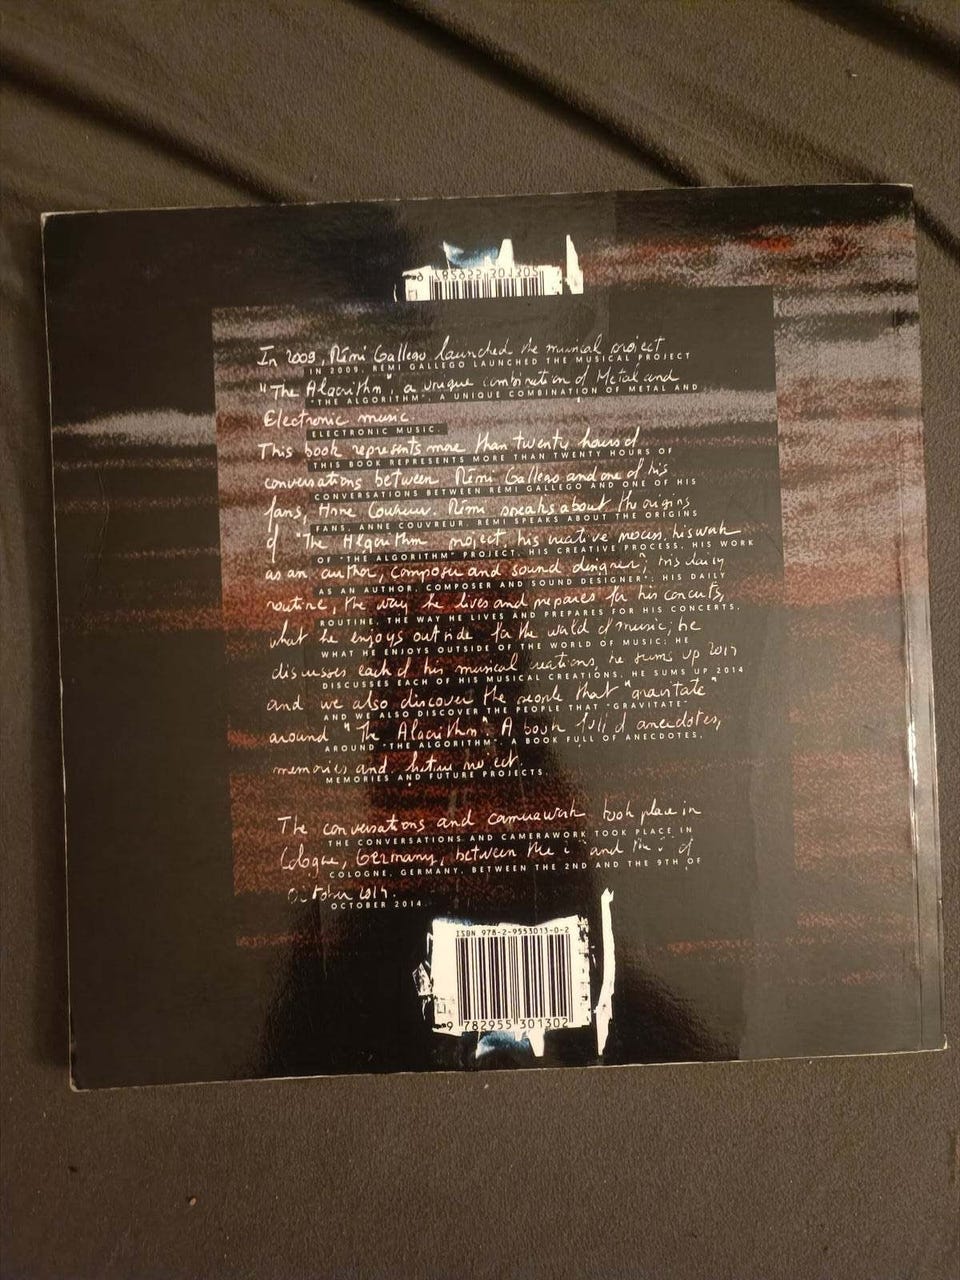 In 2009, Rémi Gallego launched the musical project
IN 2009, RÉMI GALLEGO LAUNCHED THE MUSICAL PROJECT
"The Algorithm", a unique combination of Metal and
"THE ALGORITHM", A UNIQUE COMBINATION OF METAL AND
Electronic music.
ELECTRONIC MUSIC.
This book represents more than twenty hours of
THIS BOOK REPRESENTS MORE THAN TWENTY HOURS OF
conversations between Rémi Gallego and one of his
CONVERSATIONS BETWEEN RÉMI GALLEGO AND ONE OF HIS
fans, Anne Couvreur. Rémi speaks about the origins
FANS, ANNE COUVREUR. RÉMI SPEAKS ABOUT THE ORIGINS
of "The Algorithm" project, his creative process, his work
OF "THE ALGORITHM" PROJECT, HIS CREATIVE PROCESS, HIS WORK
as an author, composer and sound designer; his daily
AS AN AUTHOR, COMPOSER AND SOUND DESIGNER"; HIS DAILY
routine, the way he lives and prepares for his concerts,
ROUTINE, THE WAY HE LIVES AND PREPARES FOR HIS CONCERTS,
what he enjoys outside for the world of music; he
WHAT HE ENJOYS OUTSIDE OF THE WORLD OF MUSIC; HE
discusses each of his musical creations, he sums up 2014
DISCUSSES EACH OF HIS MUSICAL CREATIONS, HE SUMS UP 2014
and we also discover the people that "gravitate"
AND WE ALSO DISCOVER THE PEOPLE THAT "GRAVITATE"
around "The Algorithm". A book full of anecdotes,
AROUND "THE ALGORITHM". A BOOK FULL OF ANECDOTES,
memories and future project.
MEMORIES AND FUTURE PROJECTS.
The conversations and camerawork took place in
THE CONVERSATIONS AND CAMERAWORK TOOK PLACE IN
Cologne, Germany, between the and the of
COLOGNE, GERMANY, BETWEEN THE 2ND AND THE 9TH OF
October 2014.
OCTOBER 2014.
ISBN 978-2-9553013-0-2
9 782955 301302